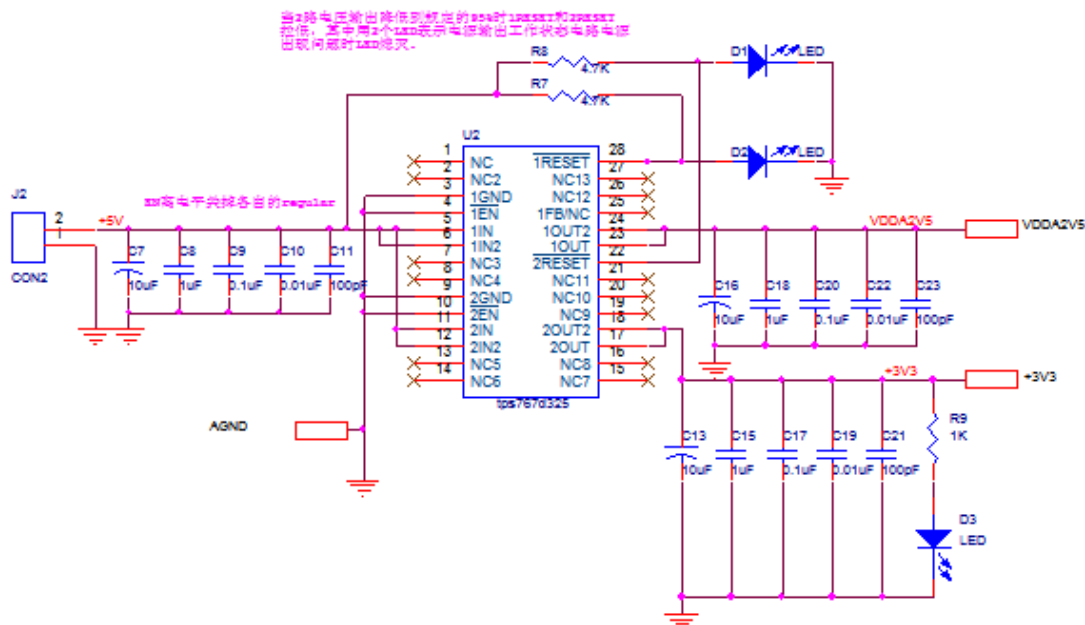 当2路电压输出降低到规定的95%时1RESET和2RESET
拉低，其中用2个LED表示电源输出工作状态电路电源
出现问题时LED熄灭。
R8
4.7K
R7
4.7K
D1
LED
D2
LED
U2
1 NC
2 NC2
3 1GND
4 1EN
5 1IN
6 1IN2
7 NC3
8 NC4
9 2GND
10 2EN
11 2IN
12 2IN2
13 NC5
14 NC6
28 1RESET
27 NC13
26 NC12
25 1FB/NC
24 1OUT2
23 1OUT
22 2RESET
21 NC11
20 NC10
19 NC9
18 2OUT2
17 2OUT
16 NC8
15 NC7
tps767d325
J2
2
1
CON2
+5V
EN高电平关掉各自的regular
C7
10uF
C8
1uF
C9
0.1uF
C10
0.01uF
C11
100pF
AGND
VDDA2V5
VDDA2V5
C16
10uF
C18
1uF
C20
0.1uF
C22
0.01uF
C23
100pF
+3V3
+3V3
C13
10uF
C15
1uF
C17
0.1uF
C19
0.01uF
C21
100pF
R9
1K
D3
LED